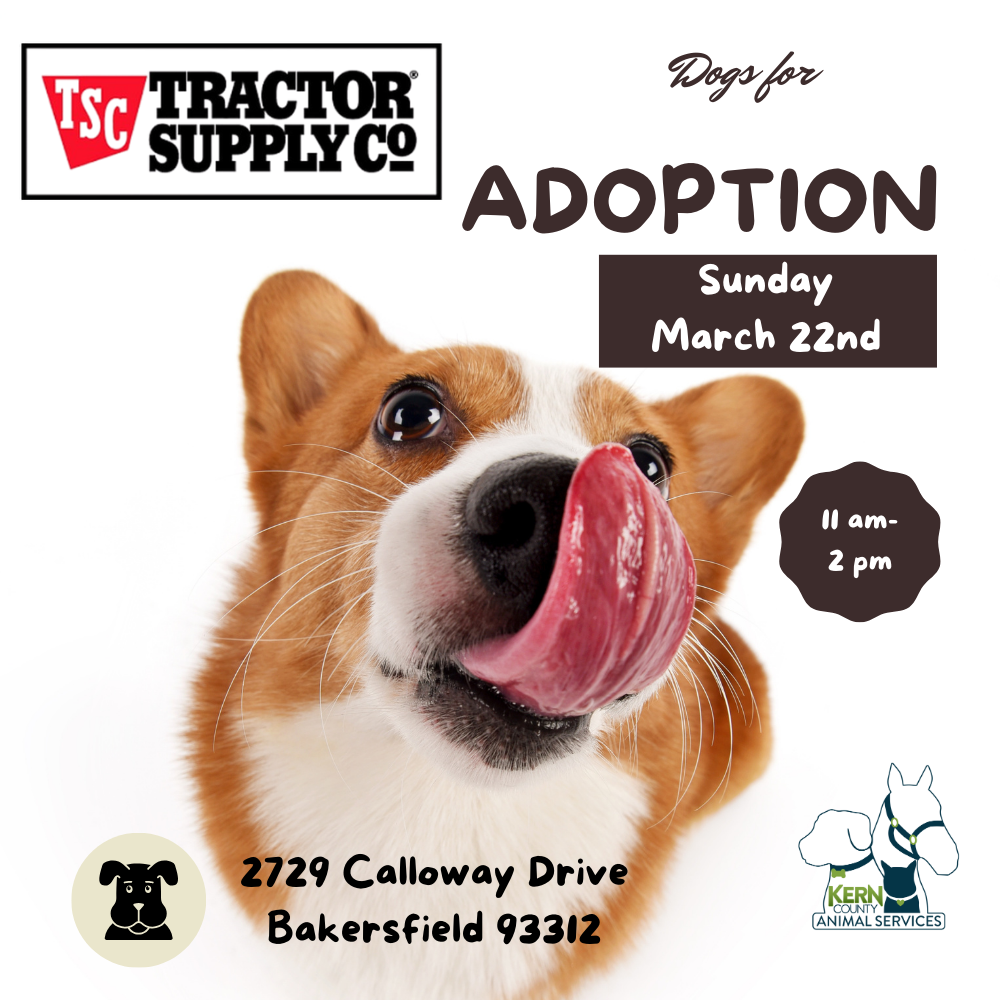 TSC TRACTOR
SUPPLY CO
Dogs for
ADOPTION
Sunday
March 22nd
11 am-
2 pm
2729 Calloway Drive
Bakersfield 93312
KERN
COUNTY
ANIMAL SERVICES